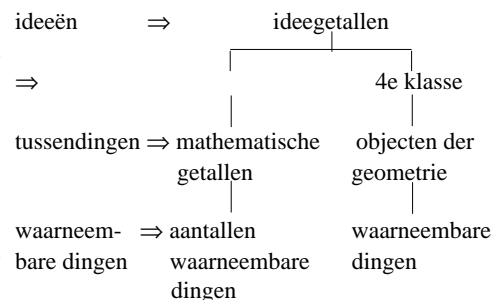 ideeën ⇒ ideegetallen
⇒ 4e klasse
tussendingen ⇒ mathematische objecten der
getallen geometrie
waarneem- ⇒ aantallen waarneembare
bare dingen waarneembare dingen
dingen